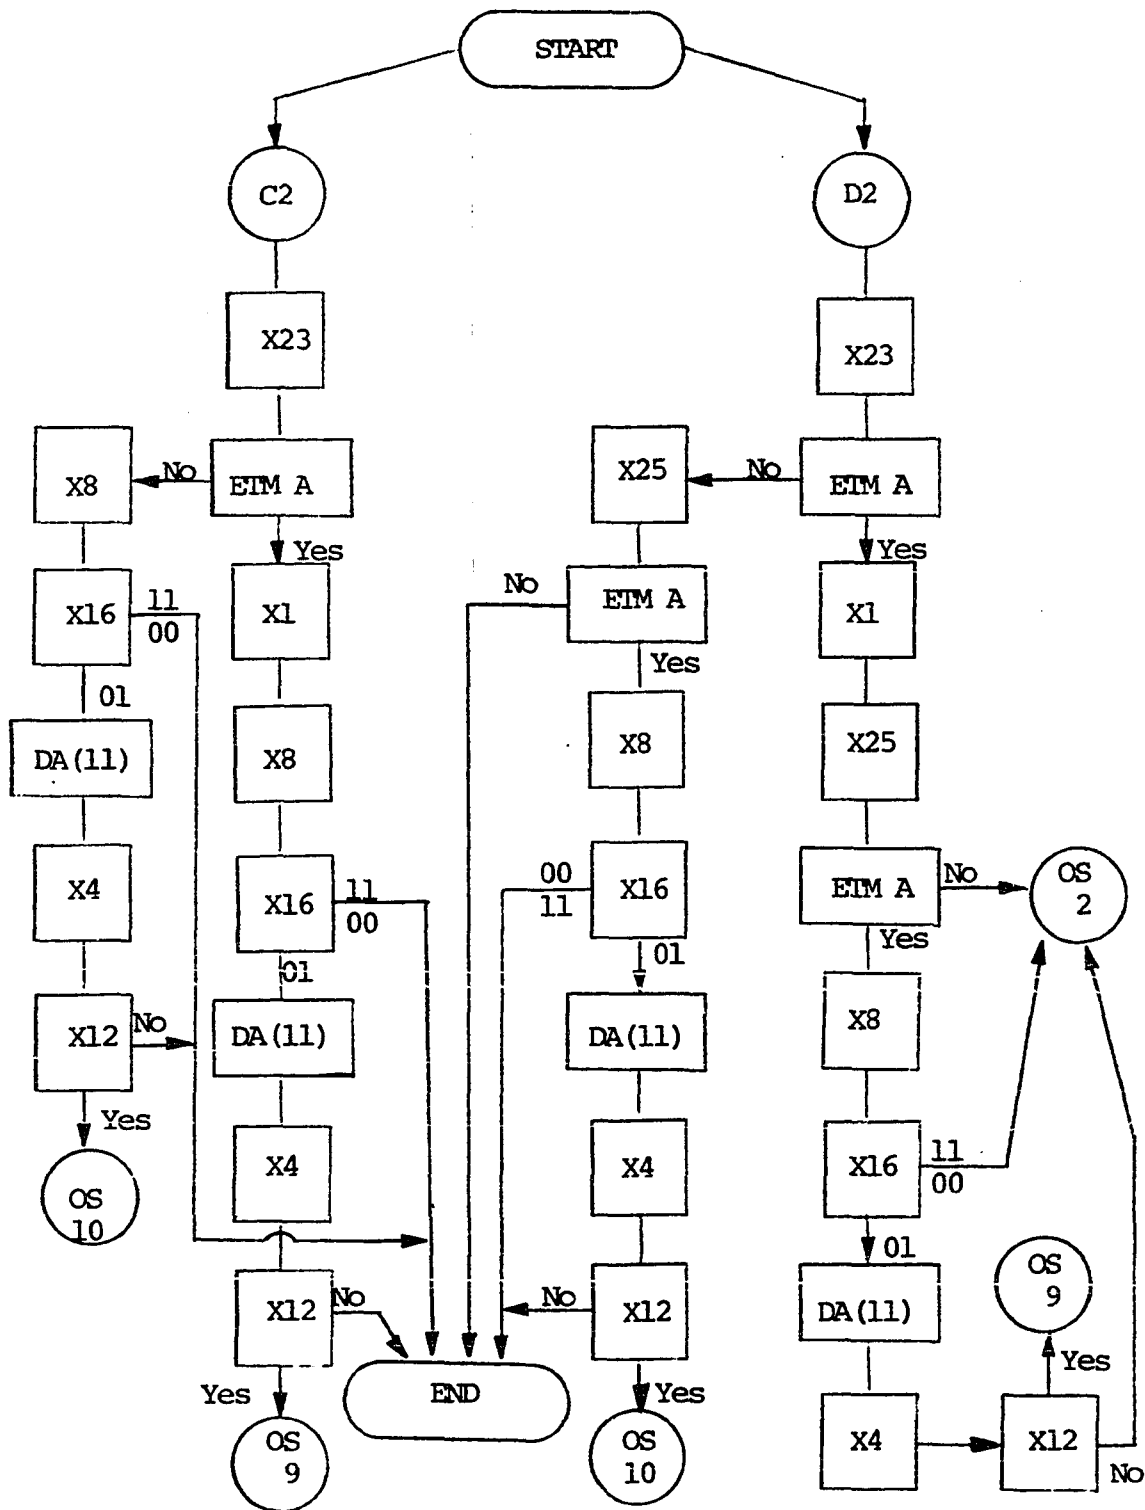 START
C2
D2
X23
X23
X8
No
ETM A
X25
No
ETM A
Yes
Yes
X16
11
00
X1
No
ETM A
X1
01
Yes
DA(11)
X8
X8
X25
X4
X16
11
00
00
11
X16
ETM A
No
OS
2
01
01
Yes
X12
No
DA(11)
DA(11)
X8
Yes
OS
10
X4
X4
X16
11
00
01
X12
No
No
X12
DA(11)
OS
9
Yes
END
Yes
Yes
OS
9
OS
10
X4
X12
No